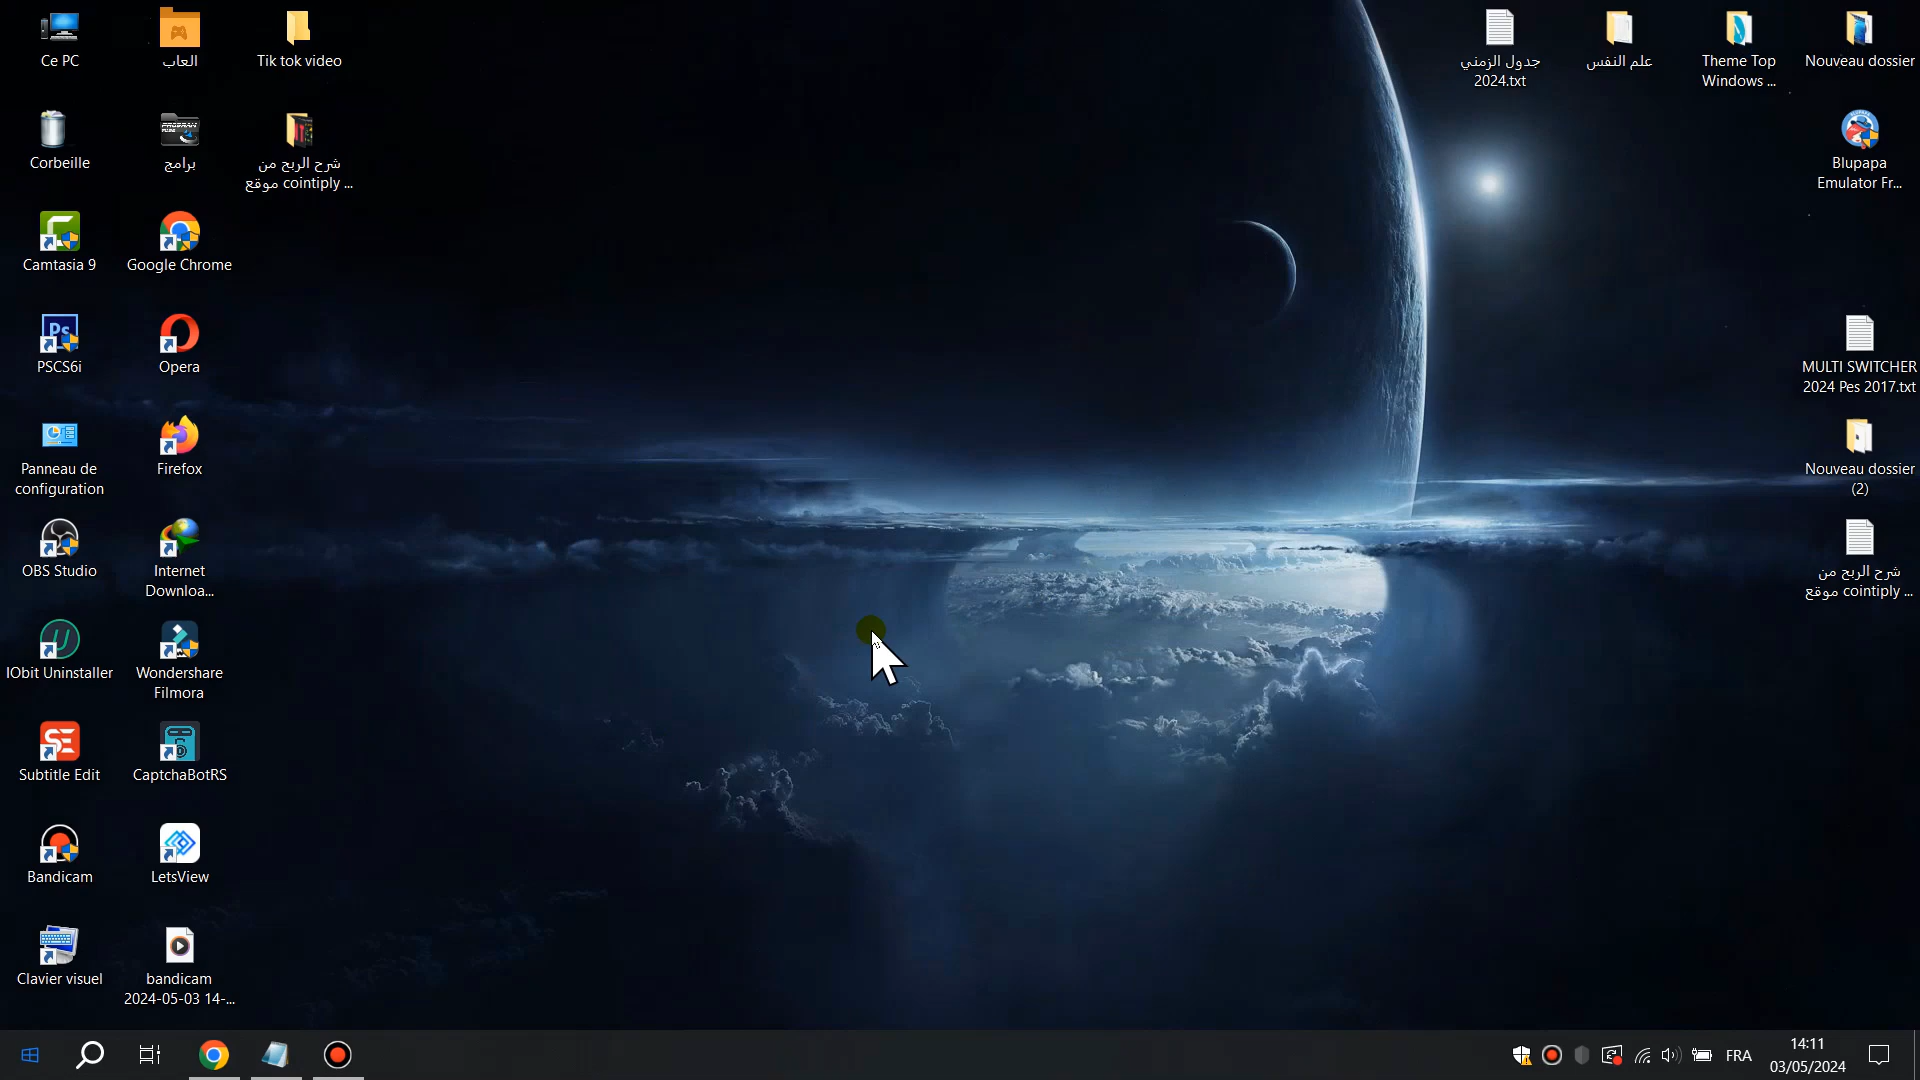 Ce PC
العاب
Tik tok video
جدول الزمني
2024.txt
علم النفس
Theme Top
Windows ...
Nouveau dossier
Corbeille
برامج
شرح الربح من
موقع cointiply ...
Blupapa
Emulator Fr...
Camtasia 9
Google Chrome
PSCS6i
Opera
MULTI SWITCHER
2024 Pes 2017.txt
Panneau de
configuration
Firefox
Nouveau dossier
(2)
OBS Studio
Internet
Downloa...
شرح الربح من
موقع cointiply ...
IObit Uninstaller
Wondershare
Filmora
Subtitle Edit
CaptchaBotRS
Bandicam
LetsView
Clavier visuel
bandicam
2024-05-03 14-...
FRA
14:11
03/05/2024